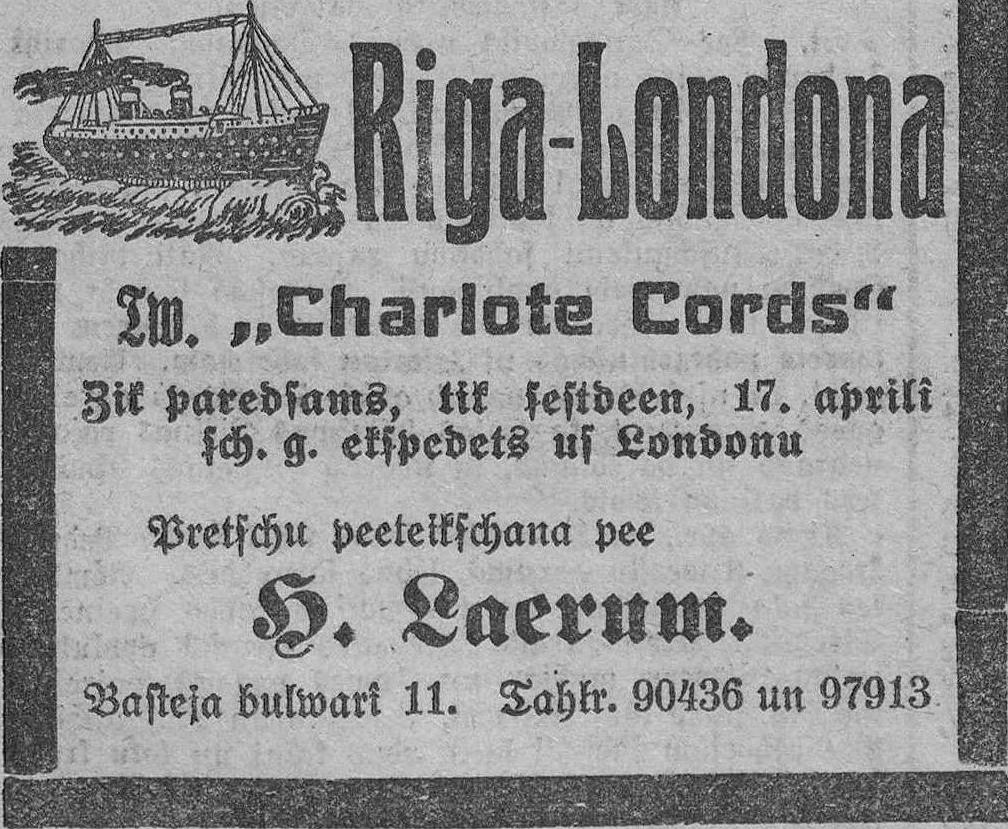 Riga-Londona
Tw. „Charlote Cords“
Zik paredſams, tik ſeſtdeen, 17. aprilî
ſch. g. ekſpedets uſ Londonu
Pretſchu peeteikſchana pee
H. Laerum.
Baſteja bulwarî 11. Tahlr. 90436 un 97913